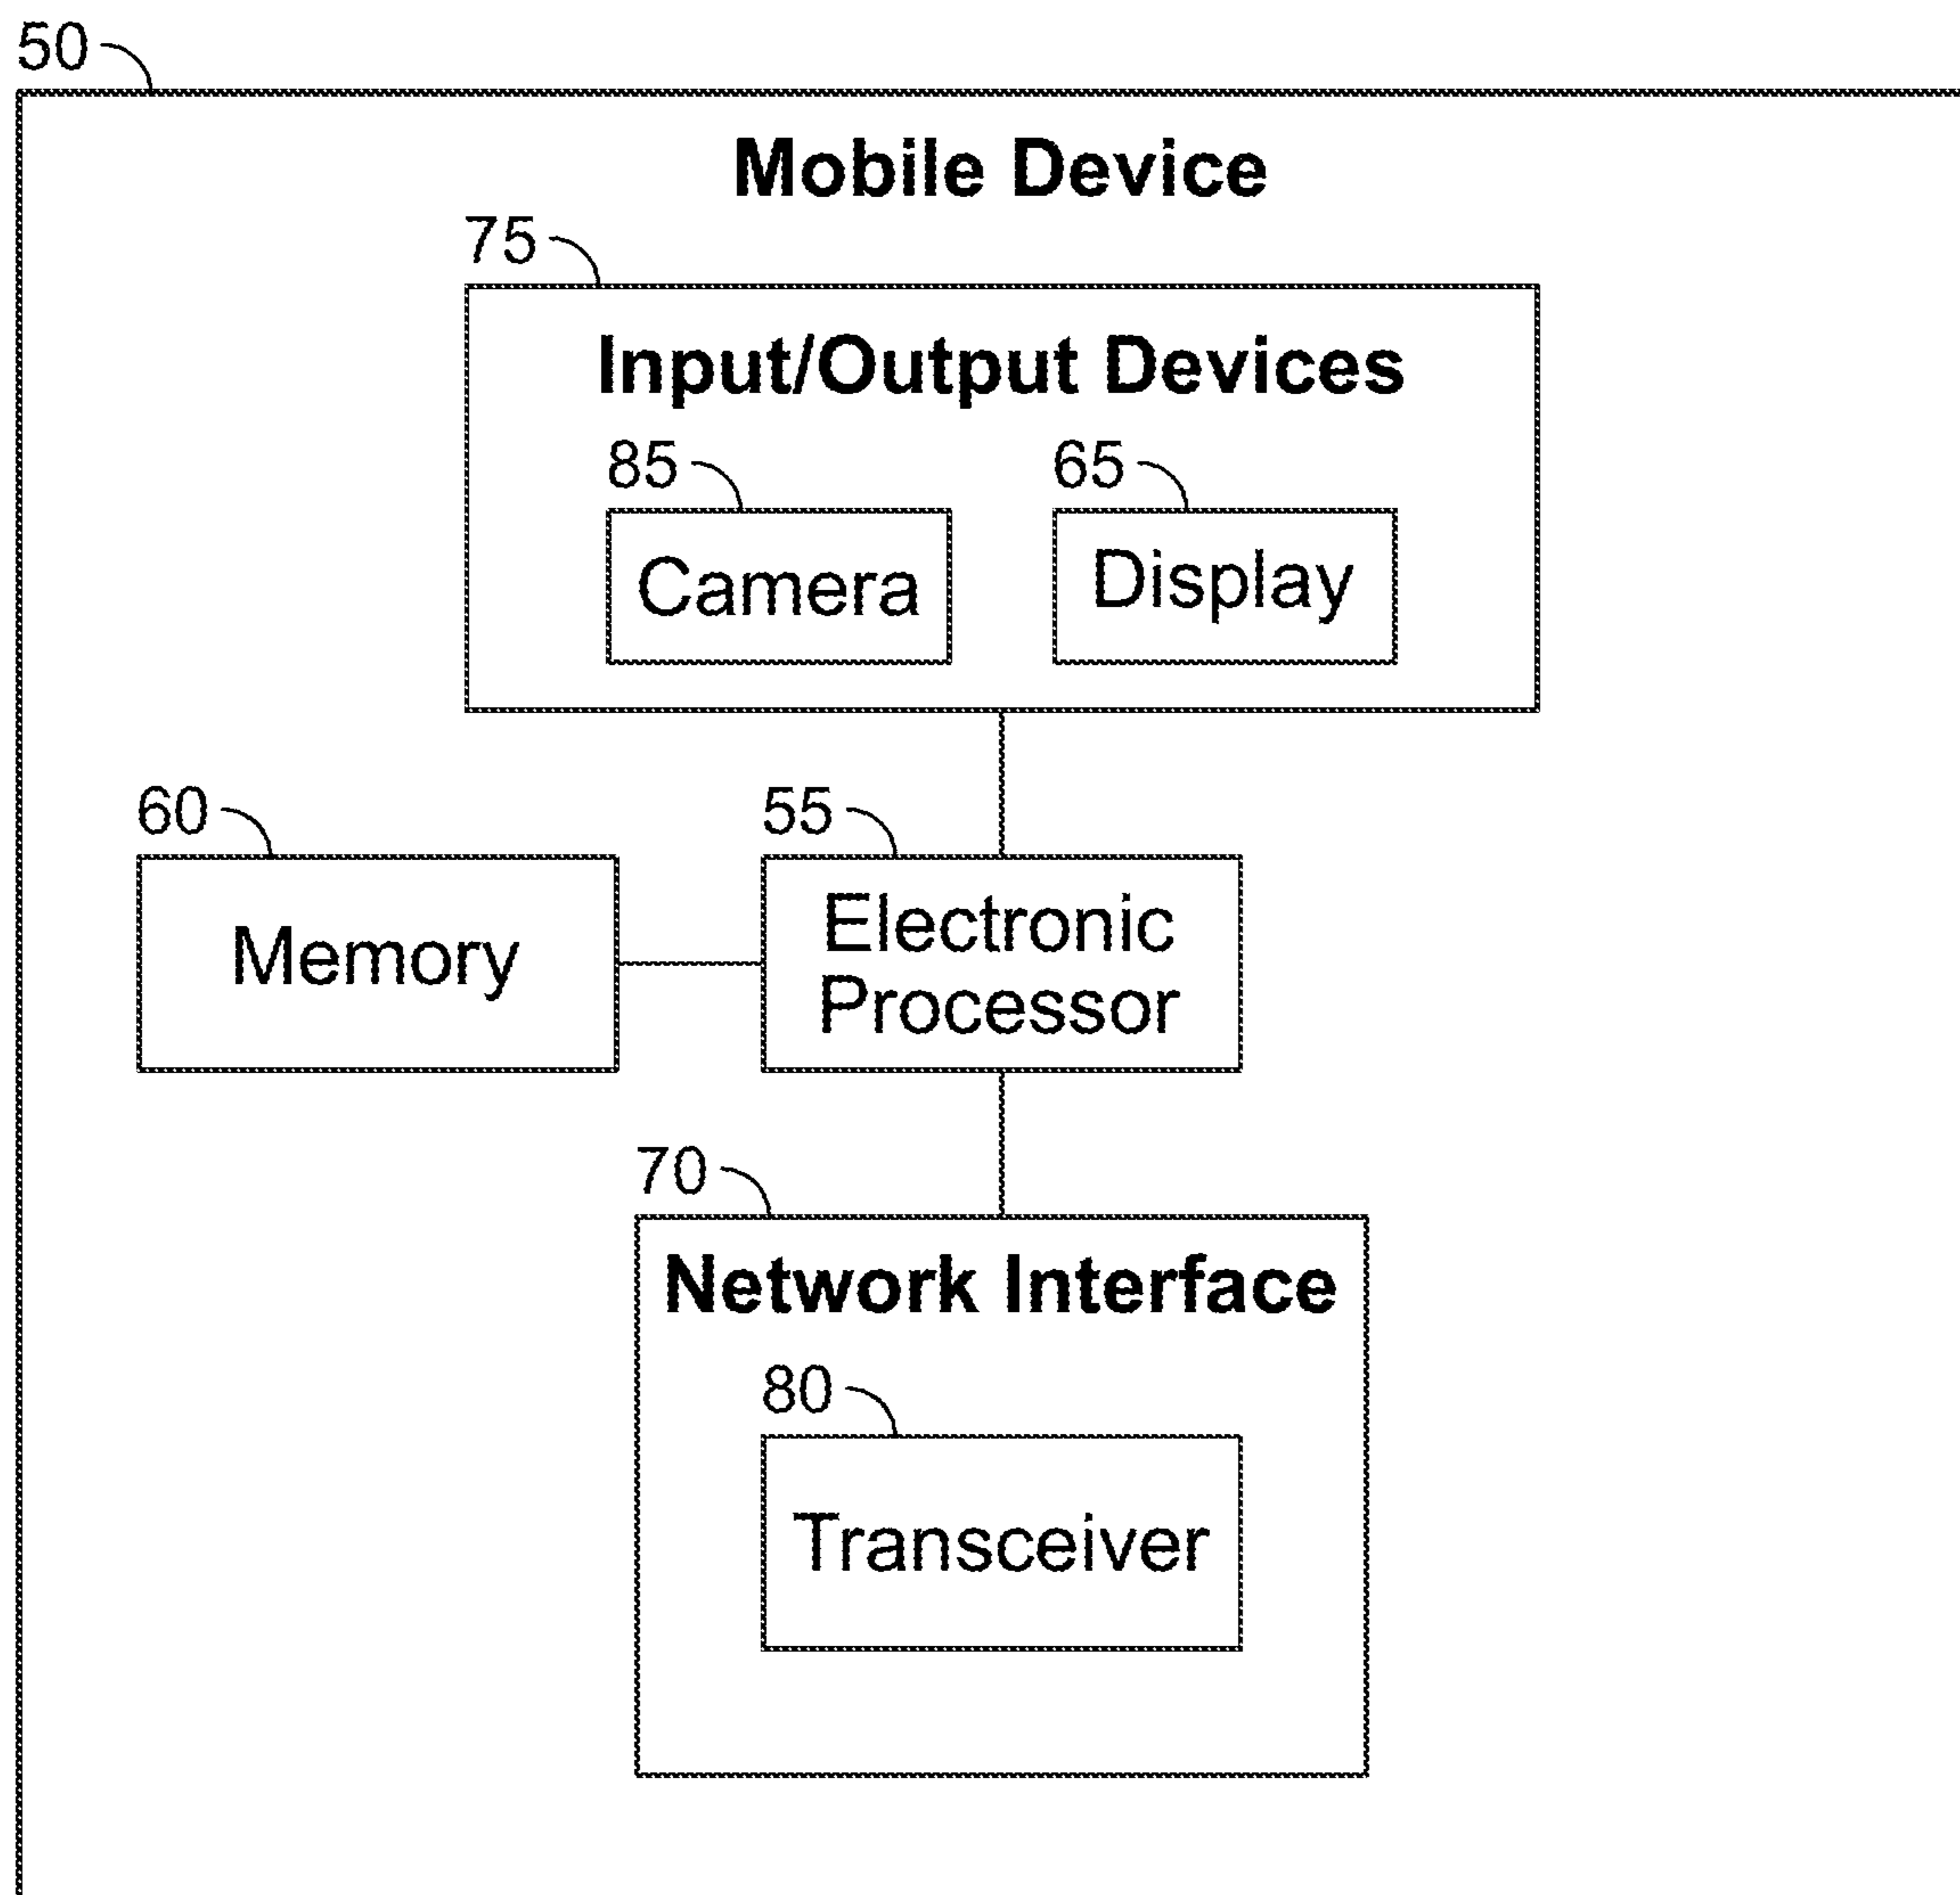 50
Mobile Device
75
Input/Output Devices
85
65
Camera
Display
60
55
Memory
Electronic
Processor
70
Network Interface
80
Transceiver